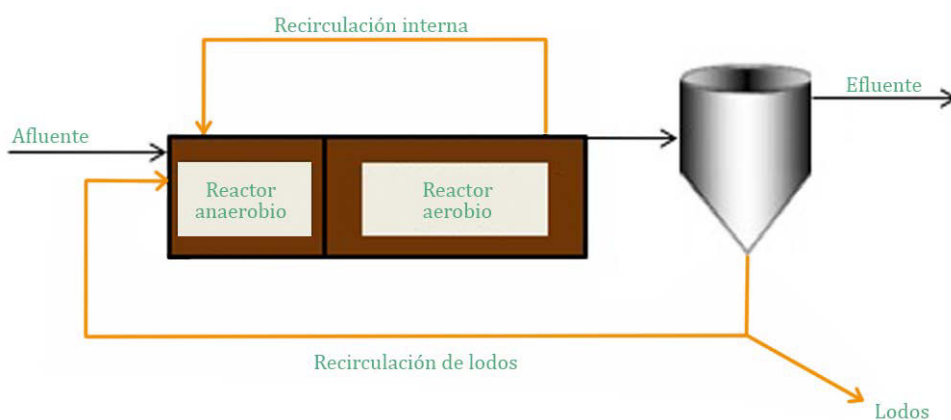 Recirculación interna
Afluente
Efluente
Reactor
anaerobio
Reactor
aerobio
Recirculación de lodos
Lodos